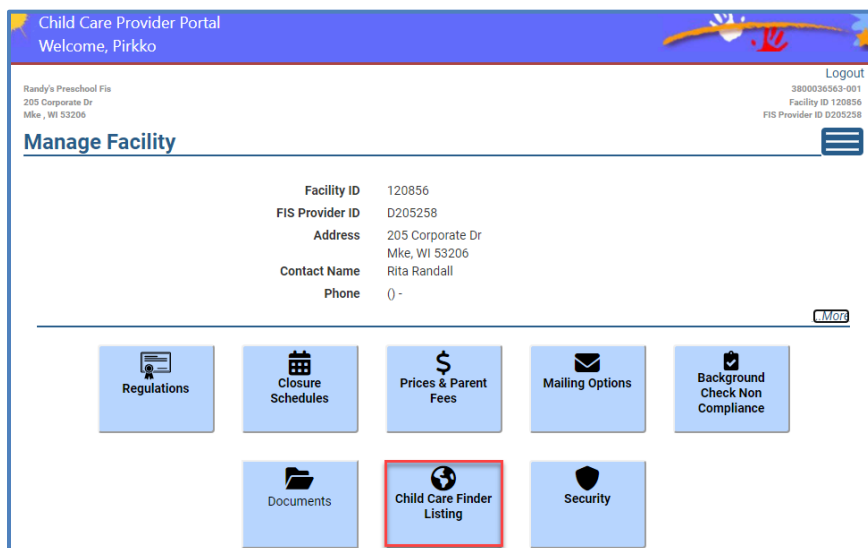 Child Care Provider Portal
Welcome, Pirkko
Logout
Randy's Preschool Fis
205 Corporate Dr
Mke , WI 53206
3800036563-001
Facility ID 120856
FIS Provider ID D205258
Manage Facility
Facility ID 120856
FIS Provider ID D205258
Address 205 Corporate Dr
Mke, WI 53206
Contact Name Rita Randall
Phone () -
...More
Regulations
Closure
Schedules
Prices & Parent
Fees
Mailing Options
Background
Check Non
Compliance
Documents
Child Care Finder
Listing
Security